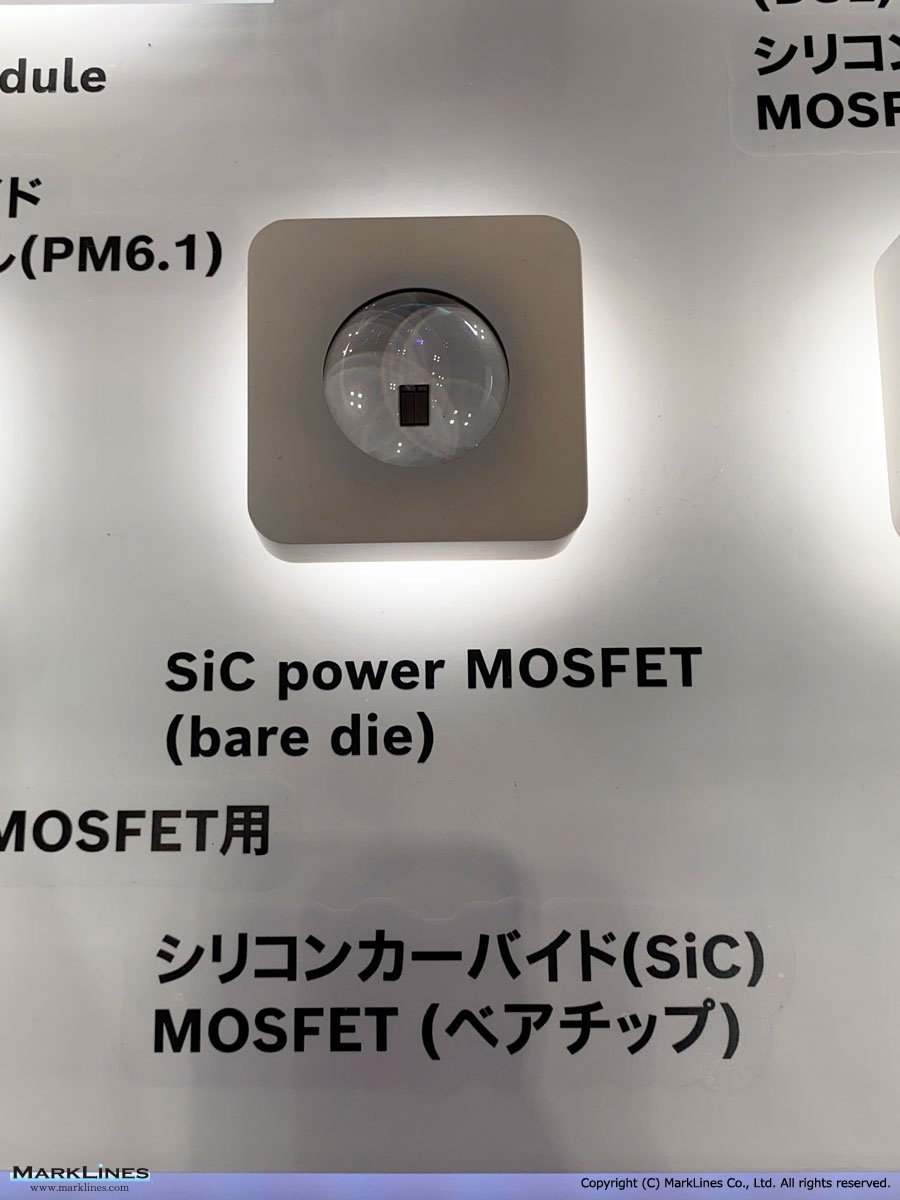 dule
シリコン
MOSF
ド
ル(PM6.1)
SiC power MOSFET
(bare die)
MOSFET用
シリコンカーバイド(SiC)
MOSFET (ベアチップ)
MARKLINES
www.marklines.com
Copyright (C) MarkLines Co., Ltd. All rights reserved.